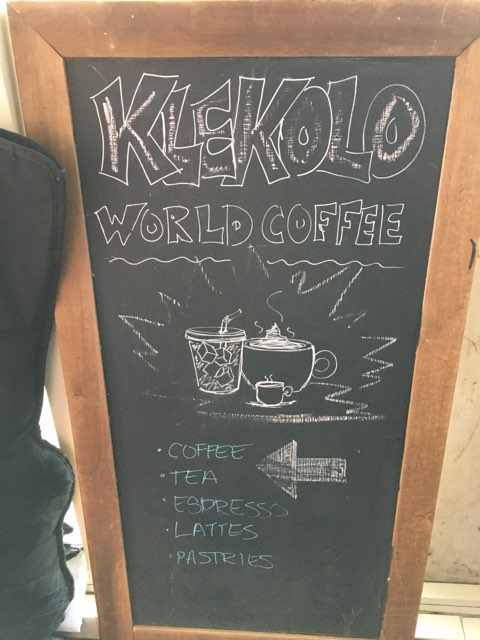 KLEKOLO
WORLD COFFEE
· COFFEE
· TEA
· ESPRESSO
· LATTES
· PASTRIES